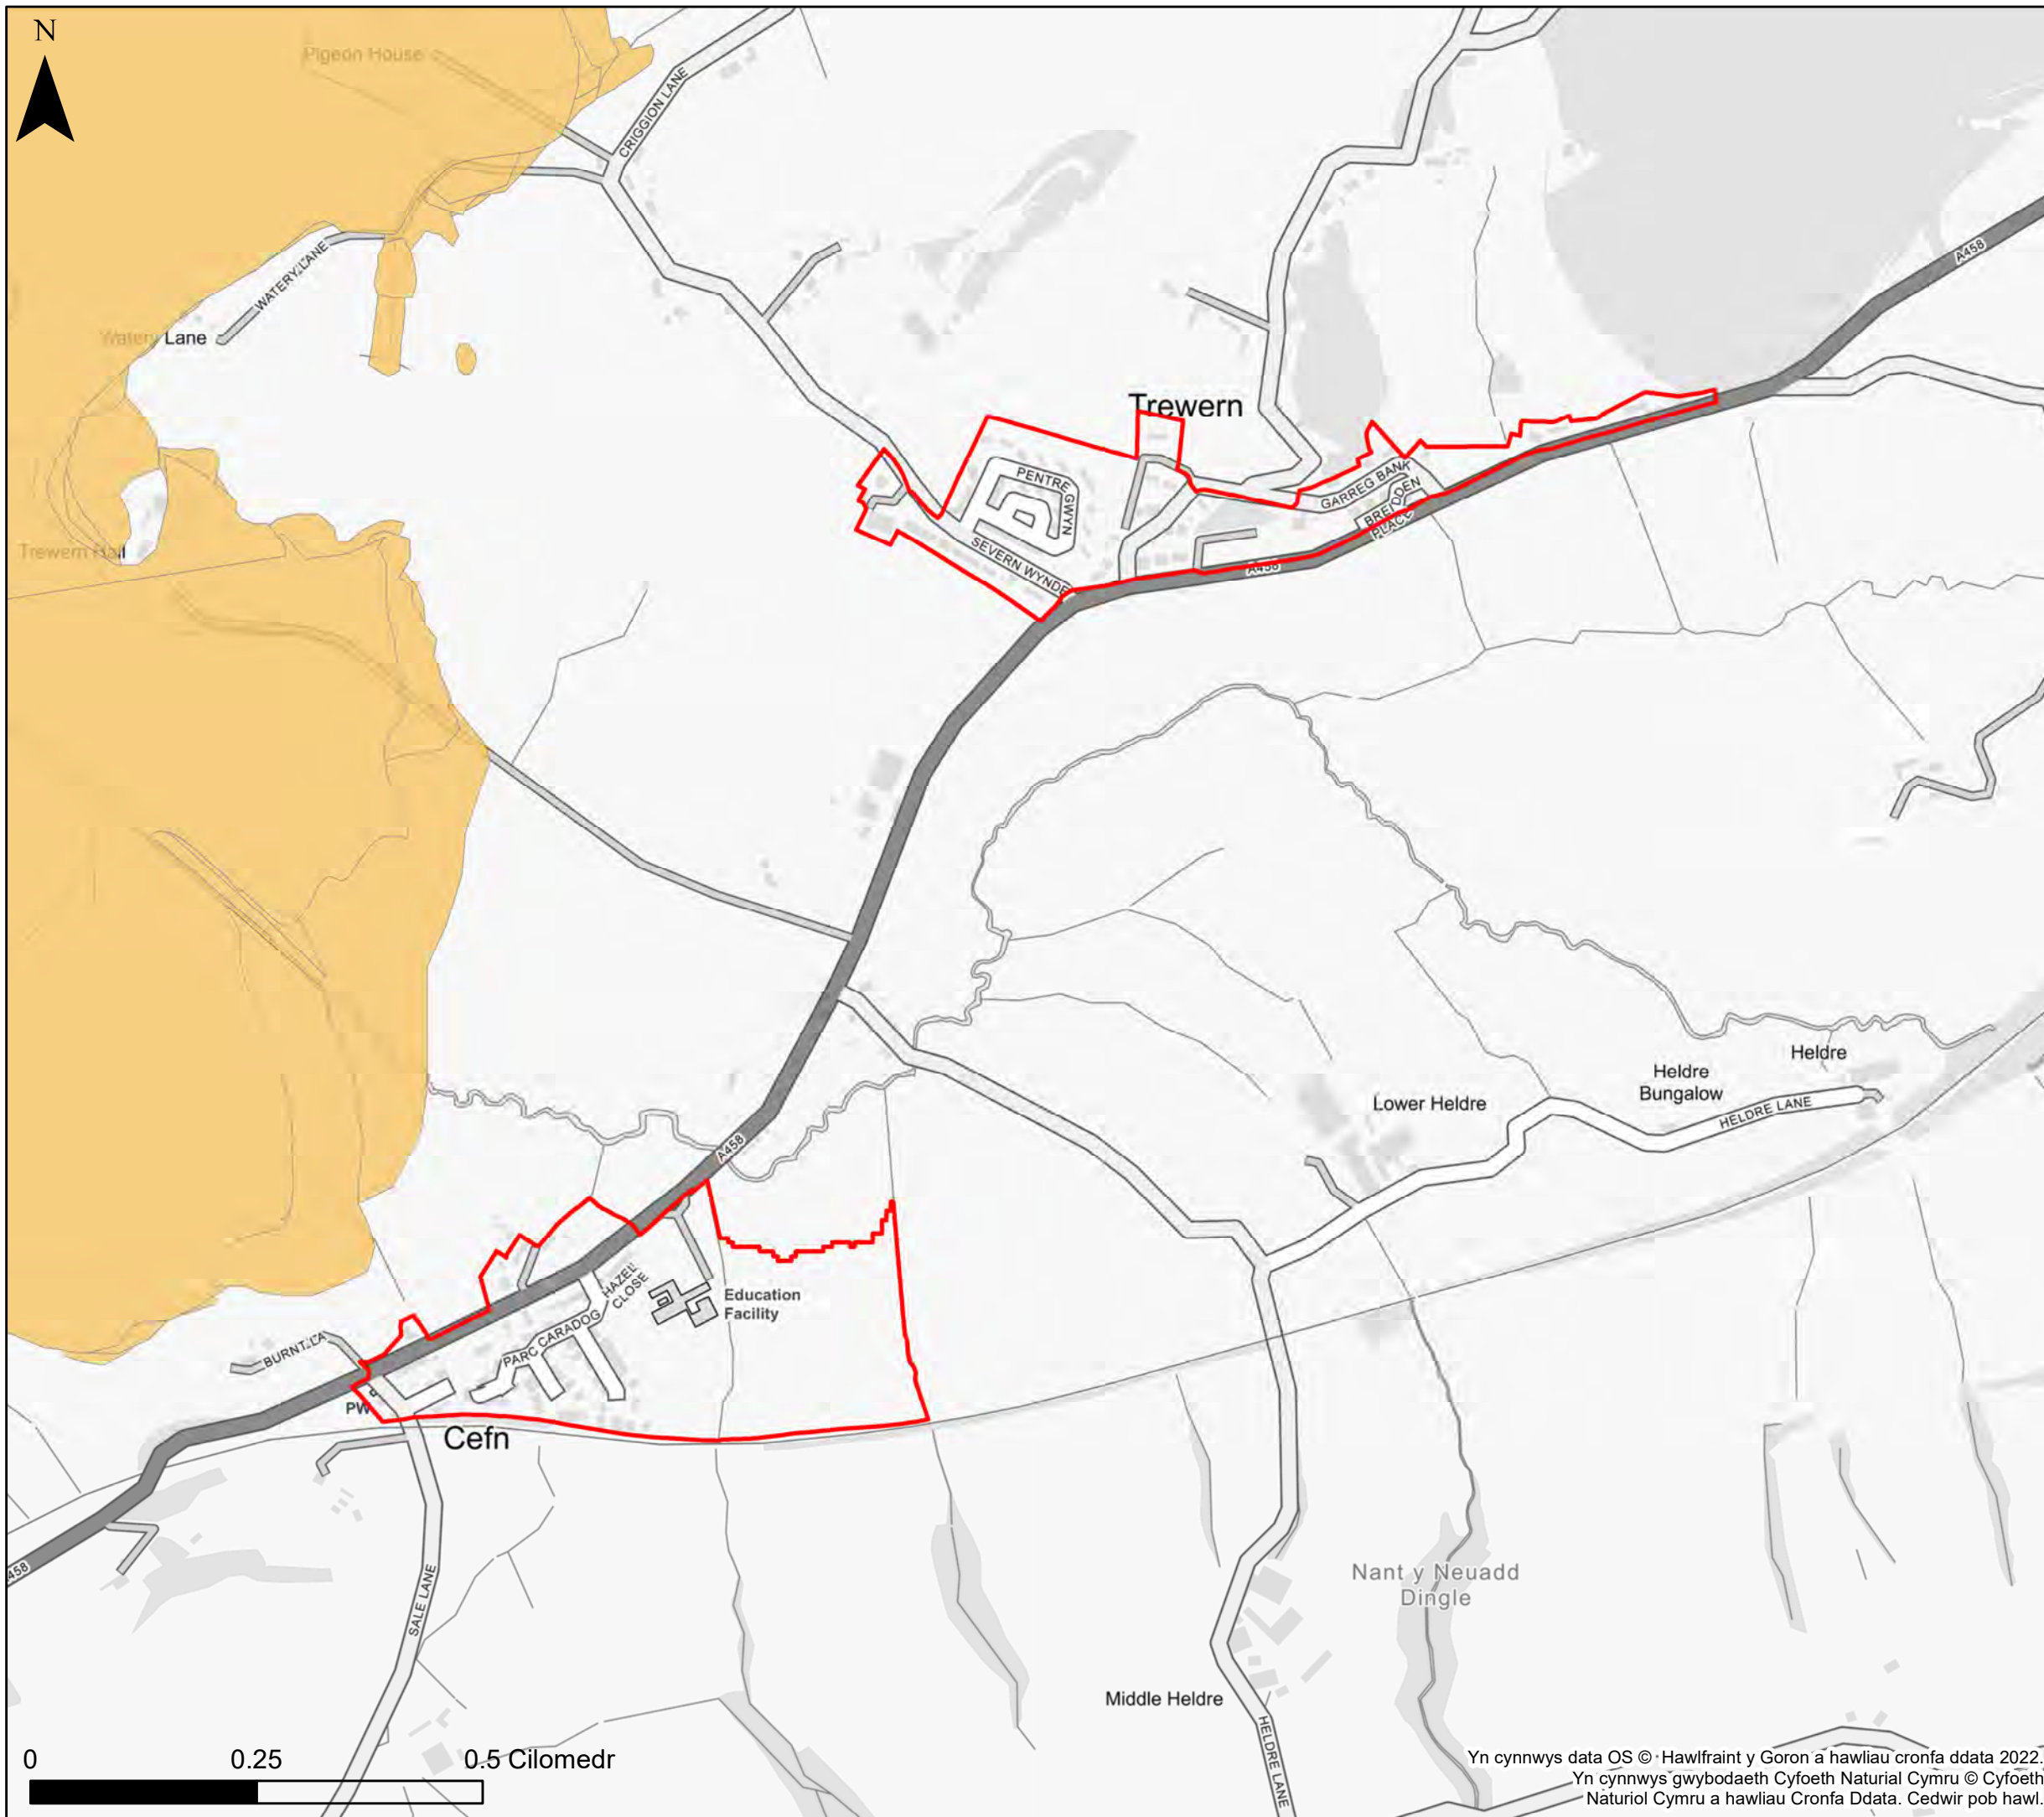 N
Pigeon House
CRIGGION LANE
A458
WATERY LANE
Watery Lane
Trewern
PENTRE
GWYN
GARREG BANK
BREIDDEN
PLACE
SEVERN WYNDE
A458
Trewern Hall
Heldre
Heldre
Bungalow
Lower Heldre
HELDRE LANE
A458
HAZEL
CLOSE
Education
Facility
PARC CARADOG
BURNT LA
PW
Cefn
458
SALE LANE
Nant y Neuadd
Dingle
Middle Heldre
HELDRE LANE
0 0.25 0.5 Cilomedr
Yn cynnwys data OS © Hawlfraint y Goron a hawliau cronfa ddata 2022.
Yn cynnwys gwybodaeth Cyfoeth Naturial Cymru © Cyfoeth
Naturiol Cymru a hawliau Cronfa Ddata. Cedwir pob hawl.